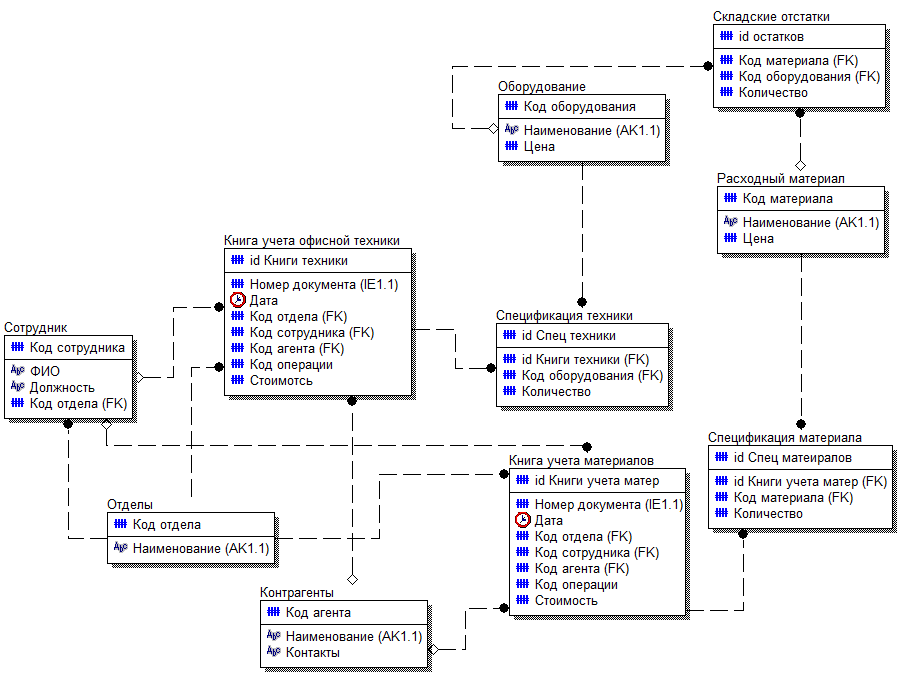 Складские отстатки
id остатков
Код материала (FK)
Код оборудования (FK)
Количество
Оборудование
Код оборудования
Наименование (AK1.1)
Цена
Расходный материал
Код материала
Наименование (AK1.1)
Цена
Книга учета офисной техники
id Книги техники
Номер документа (IE1.1)
Дата
Код отдела (FK)
Код сотрудника (FK)
Код агента (FK)
Код операции
Стоимотсь
Спецификация техники
id Спец техники
id Книги техники (FK)
Код оборудования (FK)
Количество
Сотрудник
Код сотрудника
ФИО
Должность
Код отдела (FK)
Спецификация материала
id Спец матеиралов
id Книги учета матер (FK)
Код материала (FK)
Количество
Книга учета материалов
id Книги учета матер
Номер документа (IE1.1)
Дата
Код отдела (FK)
Код сотрудника (FK)
Код агента (FK)
Код операции
Стоимость
Отделы
Код отдела
Наименование (AK1.1)
Контрагенты
Код агента
Наименование (AK1.1)
Контакты